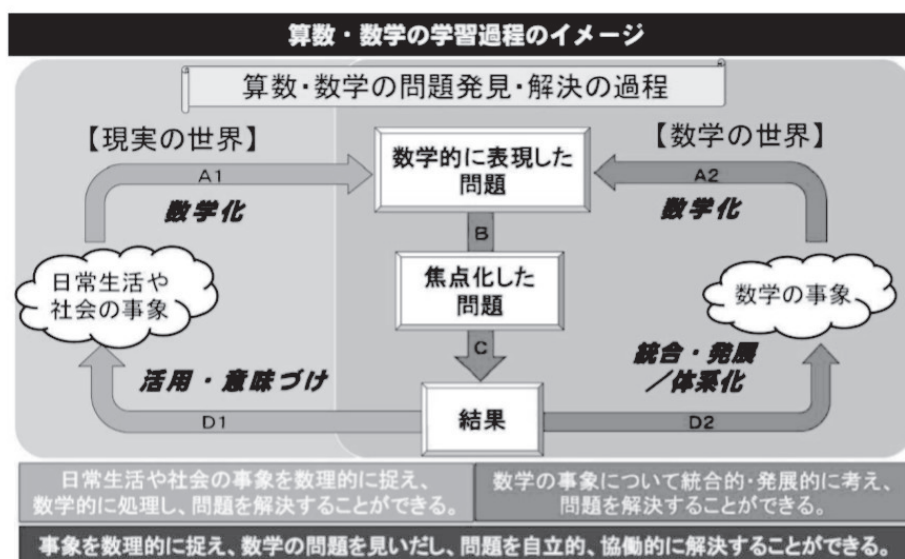 算数・数学の学習過程のイメージ
算数・数学の問題発見・解決の過程
【現実の世界】
【数学の世界】
数学的に表現した
問題
A1
A2
数学化
数学化
B
日常生活や
社会の事象
焦点化した
問題
数学の事象
C
活用・意味づけ
統合・発展
／体系化
D1
結果
D2
日常生活や社会の事象を数理的に捉え、
数学的に処理し、問題を解決することができる。
数学の事象について統合的・発展的に考え、
問題を解決することができる。
事象を数理的に捉え、数学の問題を見いだし、問題を自立的、協働的に解決することができる。